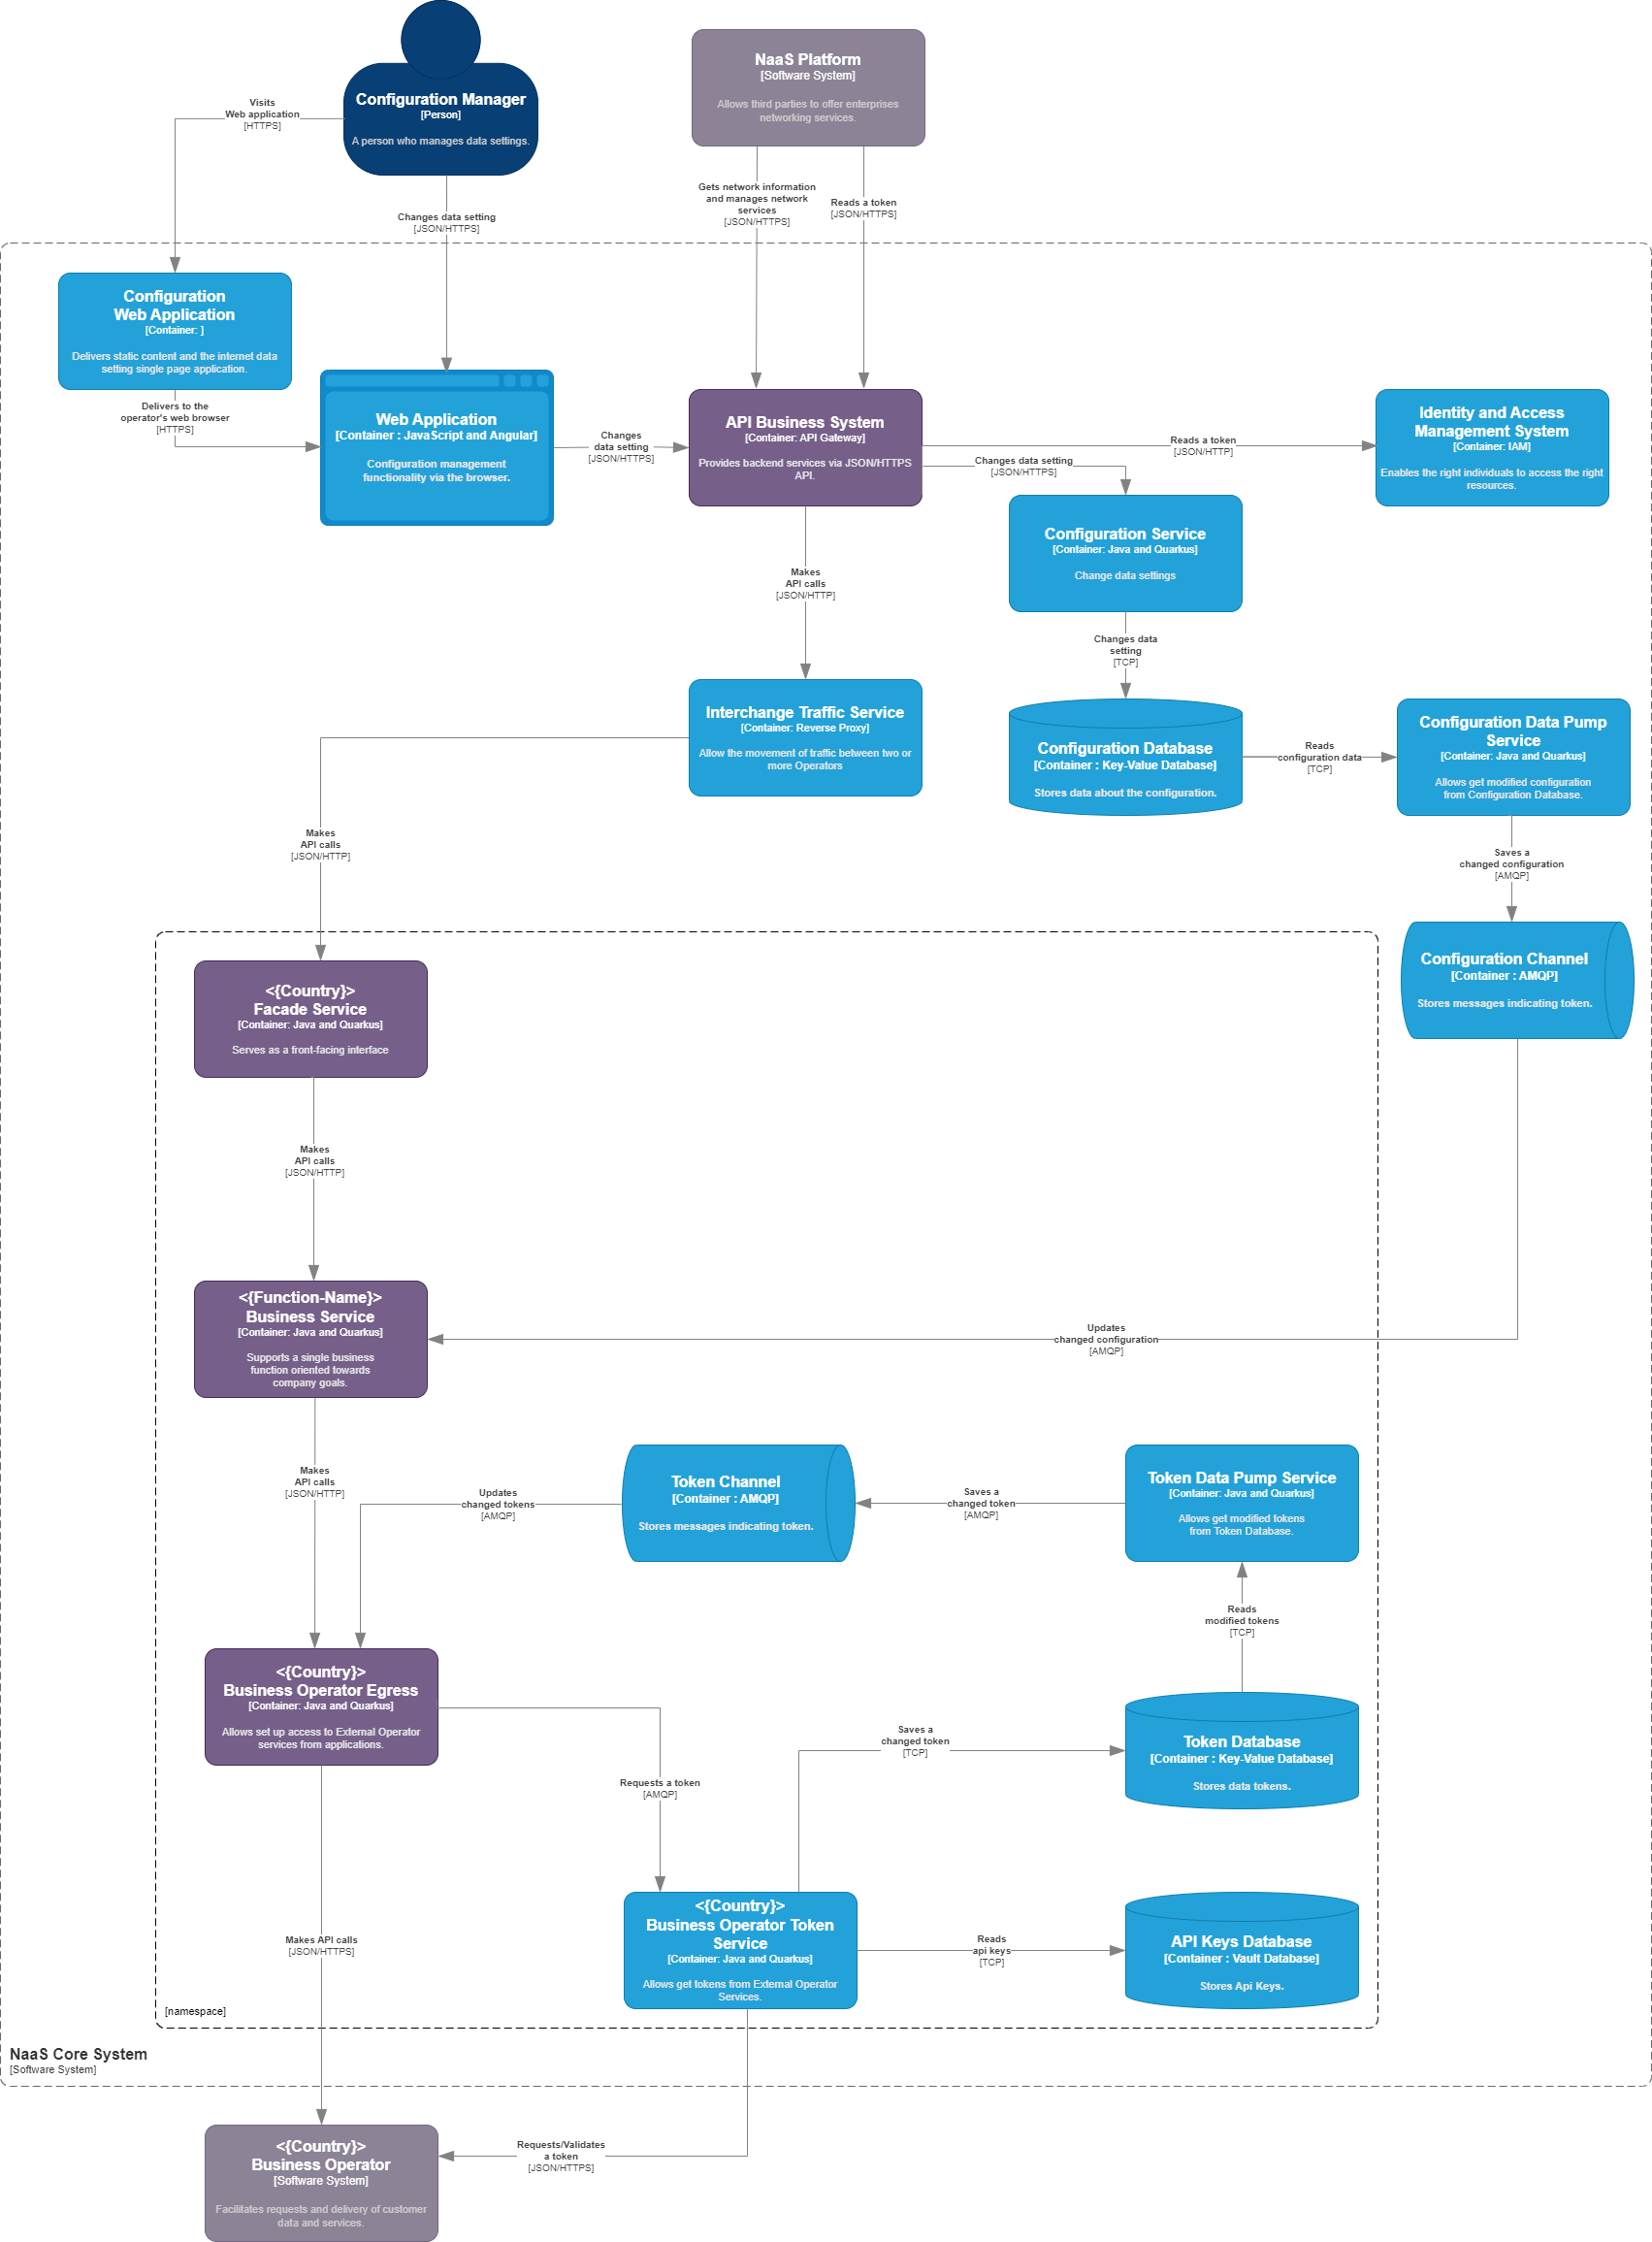 Configuration Manager
[Person]
A person who manages data settings.
NaaS Platform
[Software System]
Allows third parties to offer enterprises
networking services.
Visits
Web application
[HTTPS]
Changes data setting
[JSON/HTTPS]
Gets network information
and manages network
services
[JSON/HTTPS]
Reads a token
[JSON/HTTPS]
Configuration
Web Application
[Container: ]
Delivers static content and the internet data
setting single page application.
Delivers to the
operator's web browser
[HTTPS]
Web Application
[Container : JavaScript and Angular]
Configuration management
functionality via the browser.
Changes
data setting
[JSON/HTTPS]
API Business System
[Container: API Gateway]
Provides backend services via JSON/HTTPS
API.
Reads a token
[JSON/HTTP]
Changes data setting
[JSON/HTTPS]
Identity and Access
Management System
[Container: IAM]
Enables the right individuals to access the right
resources.
Configuration Service
[Container: Java and Quarkus]
Change data settings
Makes
API calls
[JSON/HTTP]
Changes data
setting
[TCP]
Interchange Traffic Service
[Container: Reverse Proxy]
Allow the movement of traffic between two or
more Operators
Configuration Database
[Container : Key-Value Database]
Stores data about the configuration.
Reads
configuration data
[TCP]
Configuration Data Pump
Service
[Container: Java and Quarkus]
Allows get modified configuration
from Configuration Database.
Makes
API calls
[JSON/HTTP]
Saves a
changed configuration
[AMQP]
Configuration Channel
[Container : AMQP]
Stores messages indicating token.
<{Country}>
Facade Service
[Container: Java and Quarkus]
Serves as a front-facing interface
Makes
API calls
[JSON/HTTP]
<{Function-Name}>
Business Service
[Container: Java and Quarkus]
Supports a single business
function oriented towards
company goals.
Updates
changed configuration
[AMQP]
Makes
API calls
[JSON/HTTP]
Updates
changed tokens
[AMQP]
Token Channel
[Container : AMQP]
Stores messages indicating token.
Saves a
changed token
[AMQP]
Token Data Pump Service
[Container: Java and Quarkus]
Allows get modified tokens
from Token Database.
Reads
modified tokens
[TCP]
<{Country}>
Business Operator Egress
[Container: Java and Quarkus]
Allows set up access to External Operator
services from applications.
Saves a
changed token
[TCP]
Token Database
[Container : Key-Value Database]
Stores data tokens.
Requests a token
[AMQP]
<{Country}>
Business Operator Token
Service
[Container: Java and Quarkus]
Allows get tokens from External Operator
Services.
Reads
api keys
[TCP]
API Keys Database
[Container : Vault Database]
Stores Api Keys.
Makes API calls
[JSON/HTTPS]
[namespace]
NaaS Core System
[Software System]
<{Country}>
Business Operator
[Software System]
Facilitates requests and delivery of customer
data and services.
Requests/Validates
a token
[JSON/HTTPS]